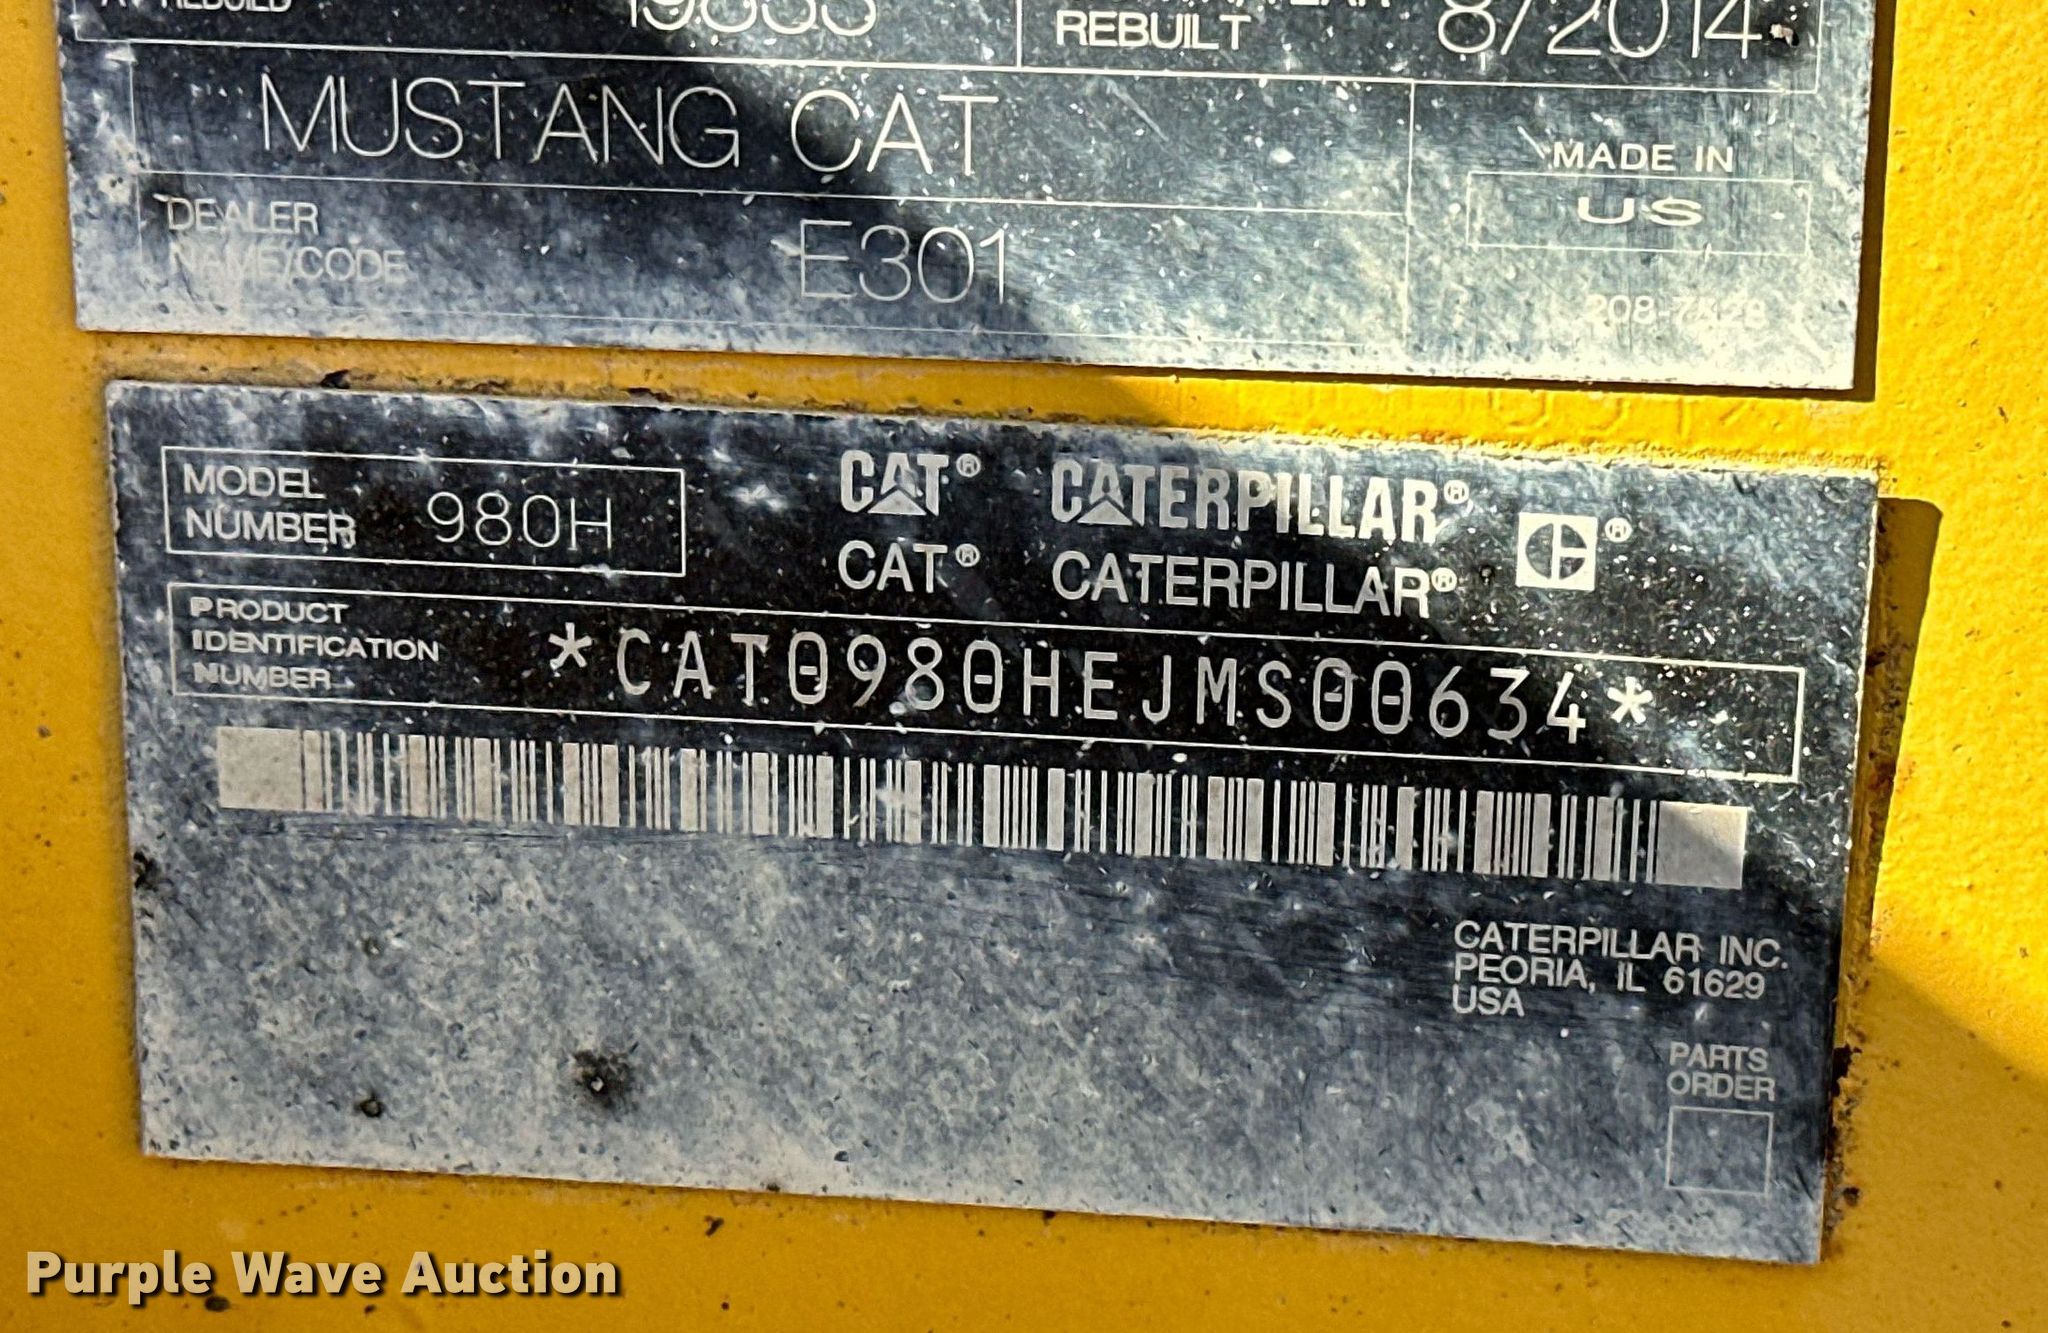 REBUILT 8/2014
MUSTANG CAT
MADE IN
US
DEALER
NAME/CODE E301
MODEL
NUMBER 980H
CAT® CATERPILLAR®
CAT® CATERPILLAR®
PRODUCT
IDENTIFICATION
NUMBER
*CAT0980HEJMS00634*
CATERPILLAR INC.
PEORIA, IL 61629
USA
PARTS
ORDER
Purple Wave Auction